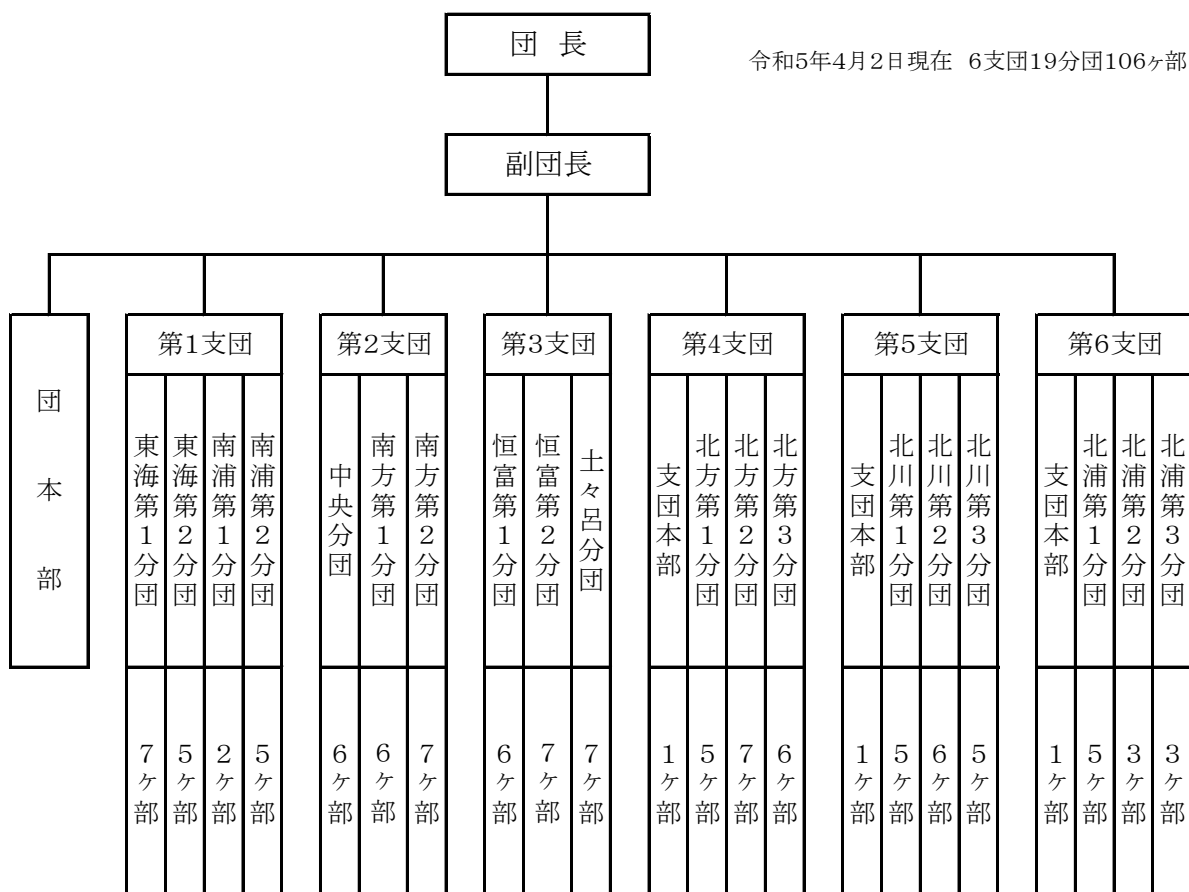 団 長
令和5年4月2日現在 6支団19分団106ヶ部
副団長
団本部
第1支団
東海第1分団
東海第2分団
南浦第1分団
南浦第2分団
7ヶ部
5ヶ部
2ヶ部
5ヶ部
第2支団
中央分団
南方第1分団
南方第2分団
6ヶ部
6ヶ部
7ヶ部
第3支団
恒富第1分団
恒富第2分団
土々呂分団
6ヶ部
7ヶ部
7ヶ部
第4支団
支団本部
北方第1分団
北方第2分団
北方第3分団
1ヶ部
5ヶ部
7ヶ部
6ヶ部
第5支団
支団本部
北川第1分団
北川第2分団
北川第3分団
1ヶ部
5ヶ部
6ヶ部
5ヶ部
第6支団
支団本部
北浦第1分団
北浦第2分団
北浦第3分団
1ヶ部
5ヶ部
3ヶ部
3ヶ部